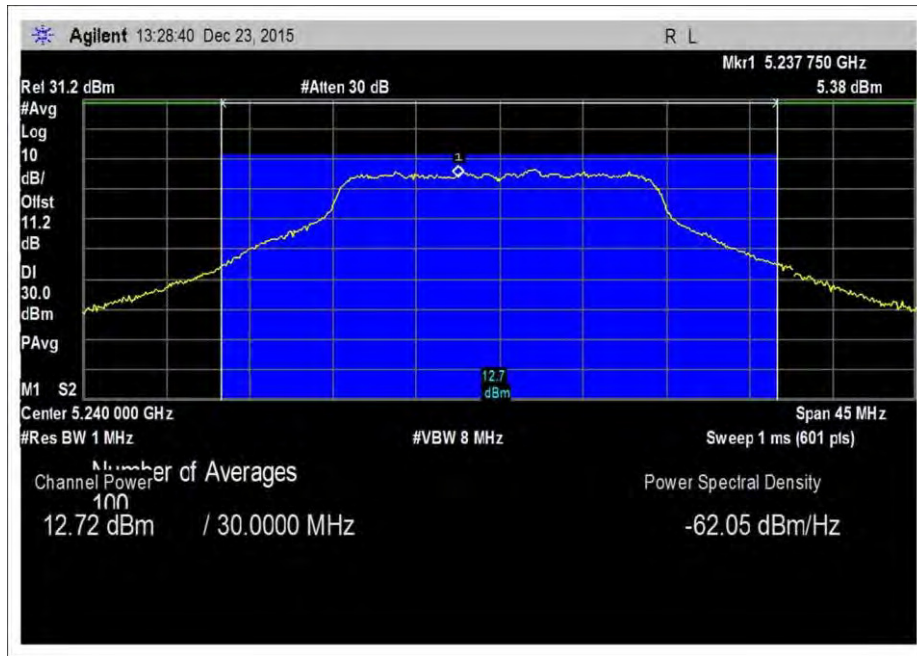 Agilent 13:28:40 Dec 23, 2015 R L
Mkr1 5.237 750 GHz
Ref 31.2 dBm #Atten 30 dB 5.38 dBm
#Avg
Log
10
dB/
Offst
11.2
dB
DI
30.0
dBm
PAvg
M1 S2
1
12.7
dBm
Center 5.240 000 GHz Span 45 MHz
#Res BW 1 MHz #VBW 8 MHz Sweep 1 ms (601 pts)
Number of Averages
Channel Power Power Spectral Density
100
12.72 dBm / 30.0000 MHz -62.05 dBm/Hz